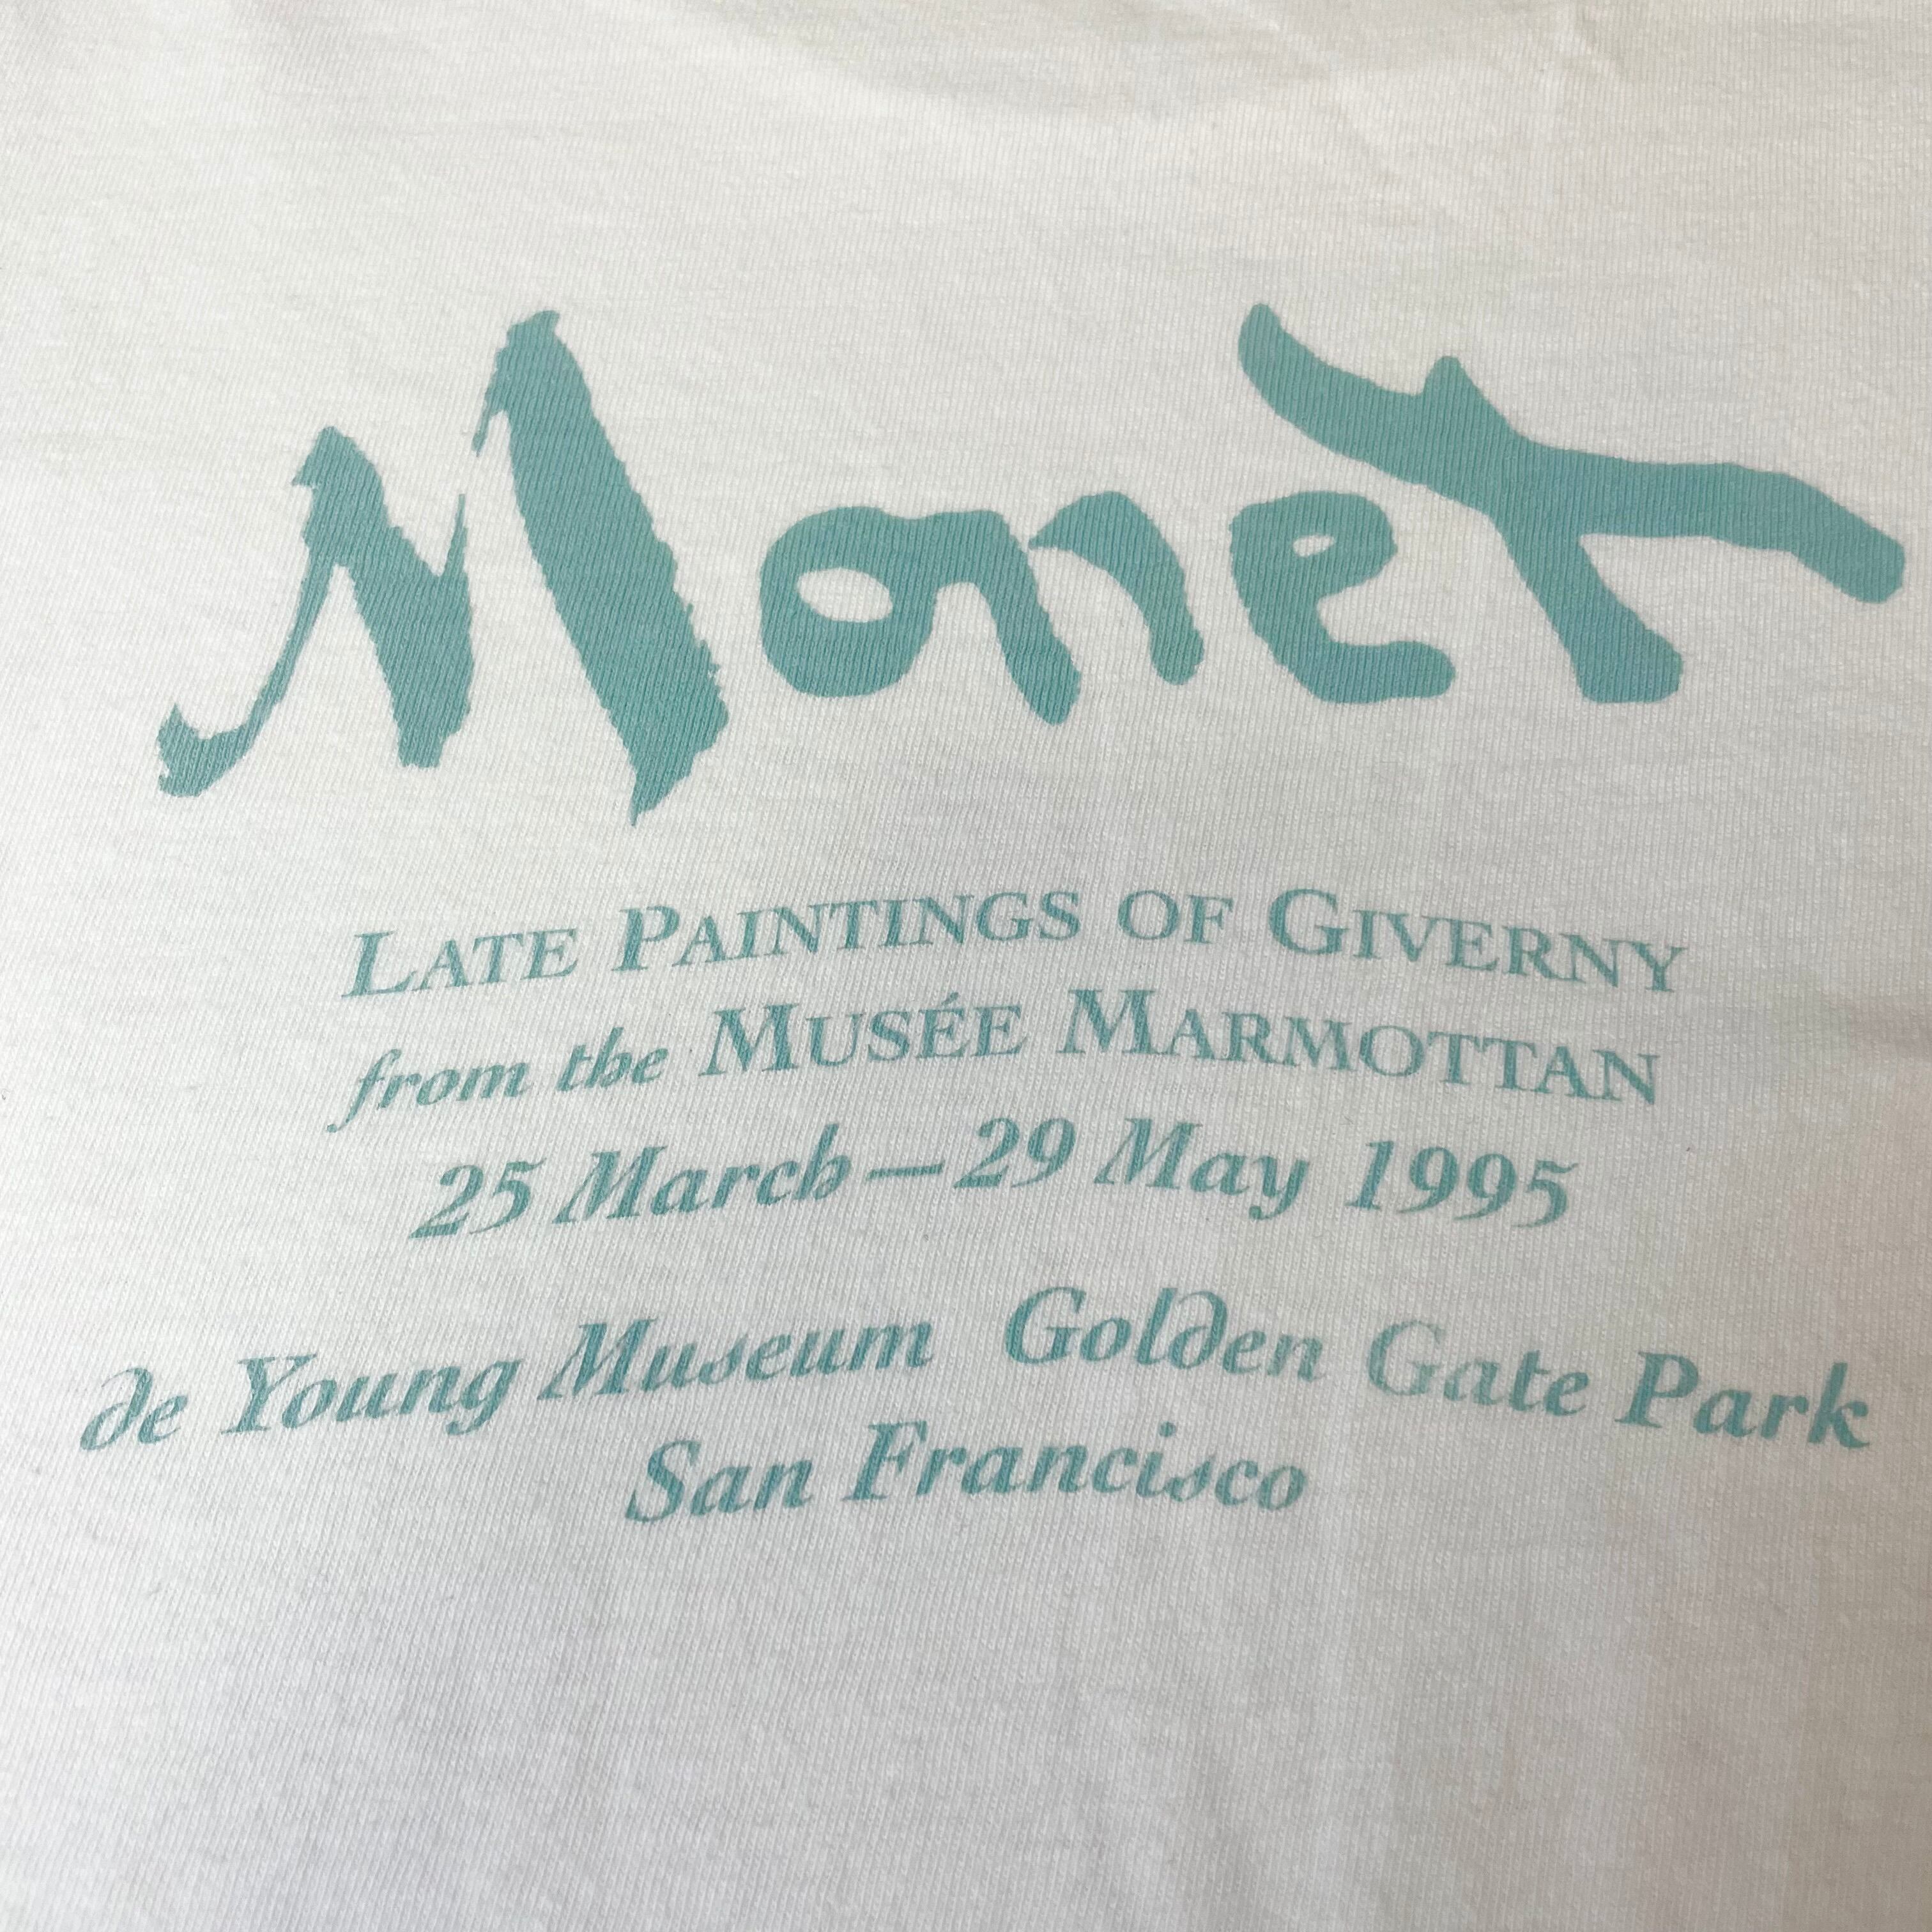 Monet
LATE PAINTINGS OF GIVERNY
from the MUSÉE MARMOTTAN
25 March—29 May 1995
de Young Museum Golden Gate Park
San Francisco